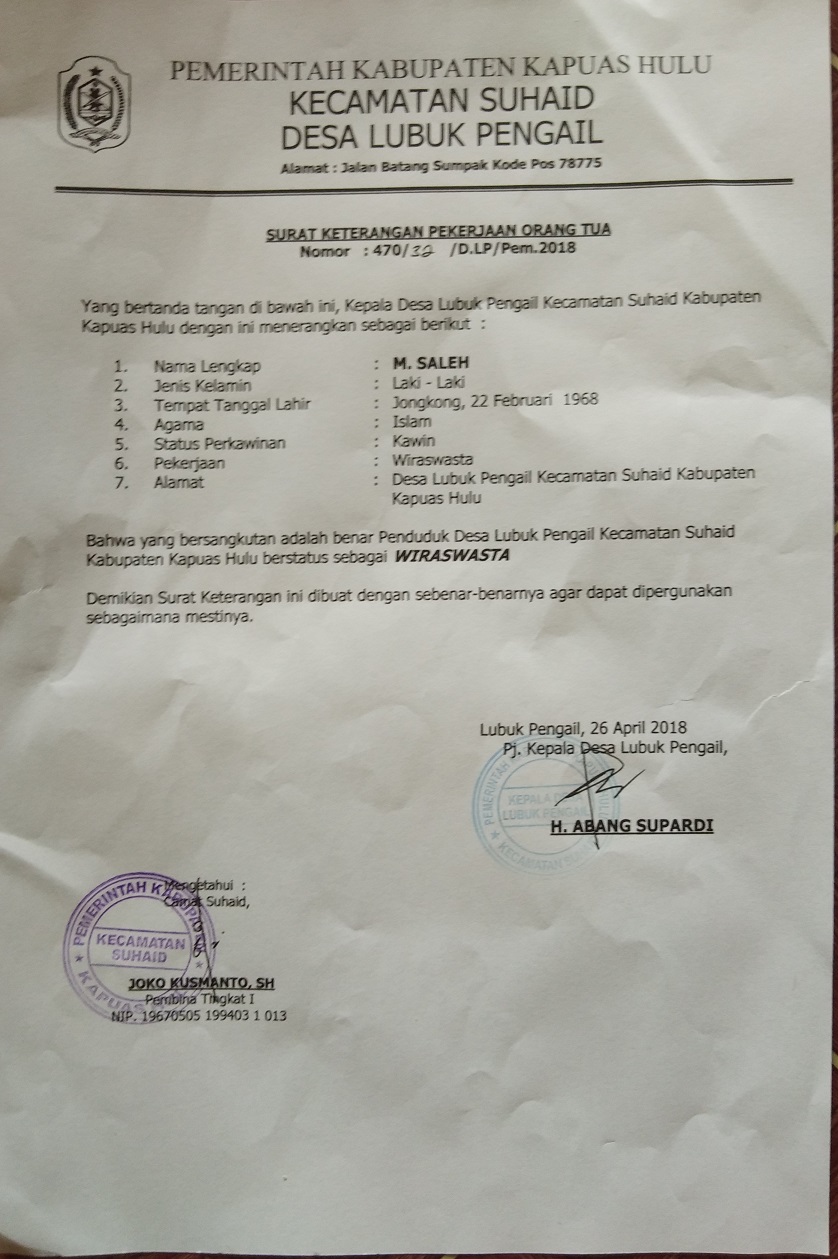 PEMERINTAH KABUPATEN KAPUAS HULU
KECAMATAN SUHAID
DESA LUBUK PENGAIL
Alamat : Jalan Batang Sumpak Kode Pos 78775
SURAT KETERANGAN PEKERJAAN ORANG TUA
Nomor : 470/32 /D.LP/Pem.2018
Yang bertanda tangan di bawah ini, Kepala Desa Lubuk Pengail Kecamatan Suhaid Kabupaten
Kapuas Hulu dengan ini menerangkan sebagai berikut :
1. Nama Lengkap : M. SALEH
2. Jenis Kelamin : Laki - Laki
3. Tempat Tanggal Lahir : Jongkong, 22 Februari 1968
4. Agama : Islam
5. Status Perkawinan : Kawin
6. Pekerjaan : Wiraswasta
7. Alamat : Desa Lubuk Pengail Kecamatan Suhaid Kabupaten
Kapuas Hulu
Bahwa yang bersangkutan adalah benar Penduduk Desa Lubuk Pengail Kecamatan Suhaid
Kabupaten Kapuas Hulu berstatus sebagai WIRASWASTA
Demikian Surat Keterangan ini dibuat dengan sebenar-benarnya agar dapat dipergunakan
sebagaimana mestinya.
Lubuk Pengail, 26 April 2018
Pj. Kepala Desa Lubuk Pengail,
PEMERINTAH
KEPALA
LUBUK PENGAIL
KECAMATAN
H. ABANG SUPARDI
Mengetahui :
Camat Suhaid,
PEMERINTAH
KECAMATAN
SUHAID
KAPUAS
JOKO KUSMANTO, SH
Pembina Tingkat I
NIP. 19670505 199403 1 013